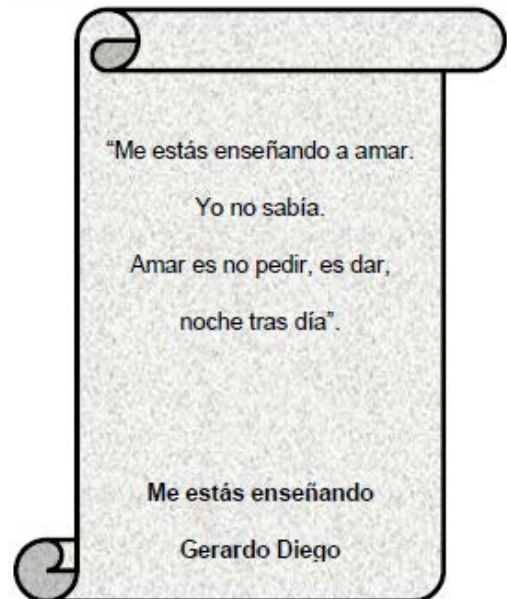 “Me estás enseñando a amar.
Yo no sabía.
Amar es no pedir, es dar,
noche tras día”.
Me estás enseñando
Gerardo Diego